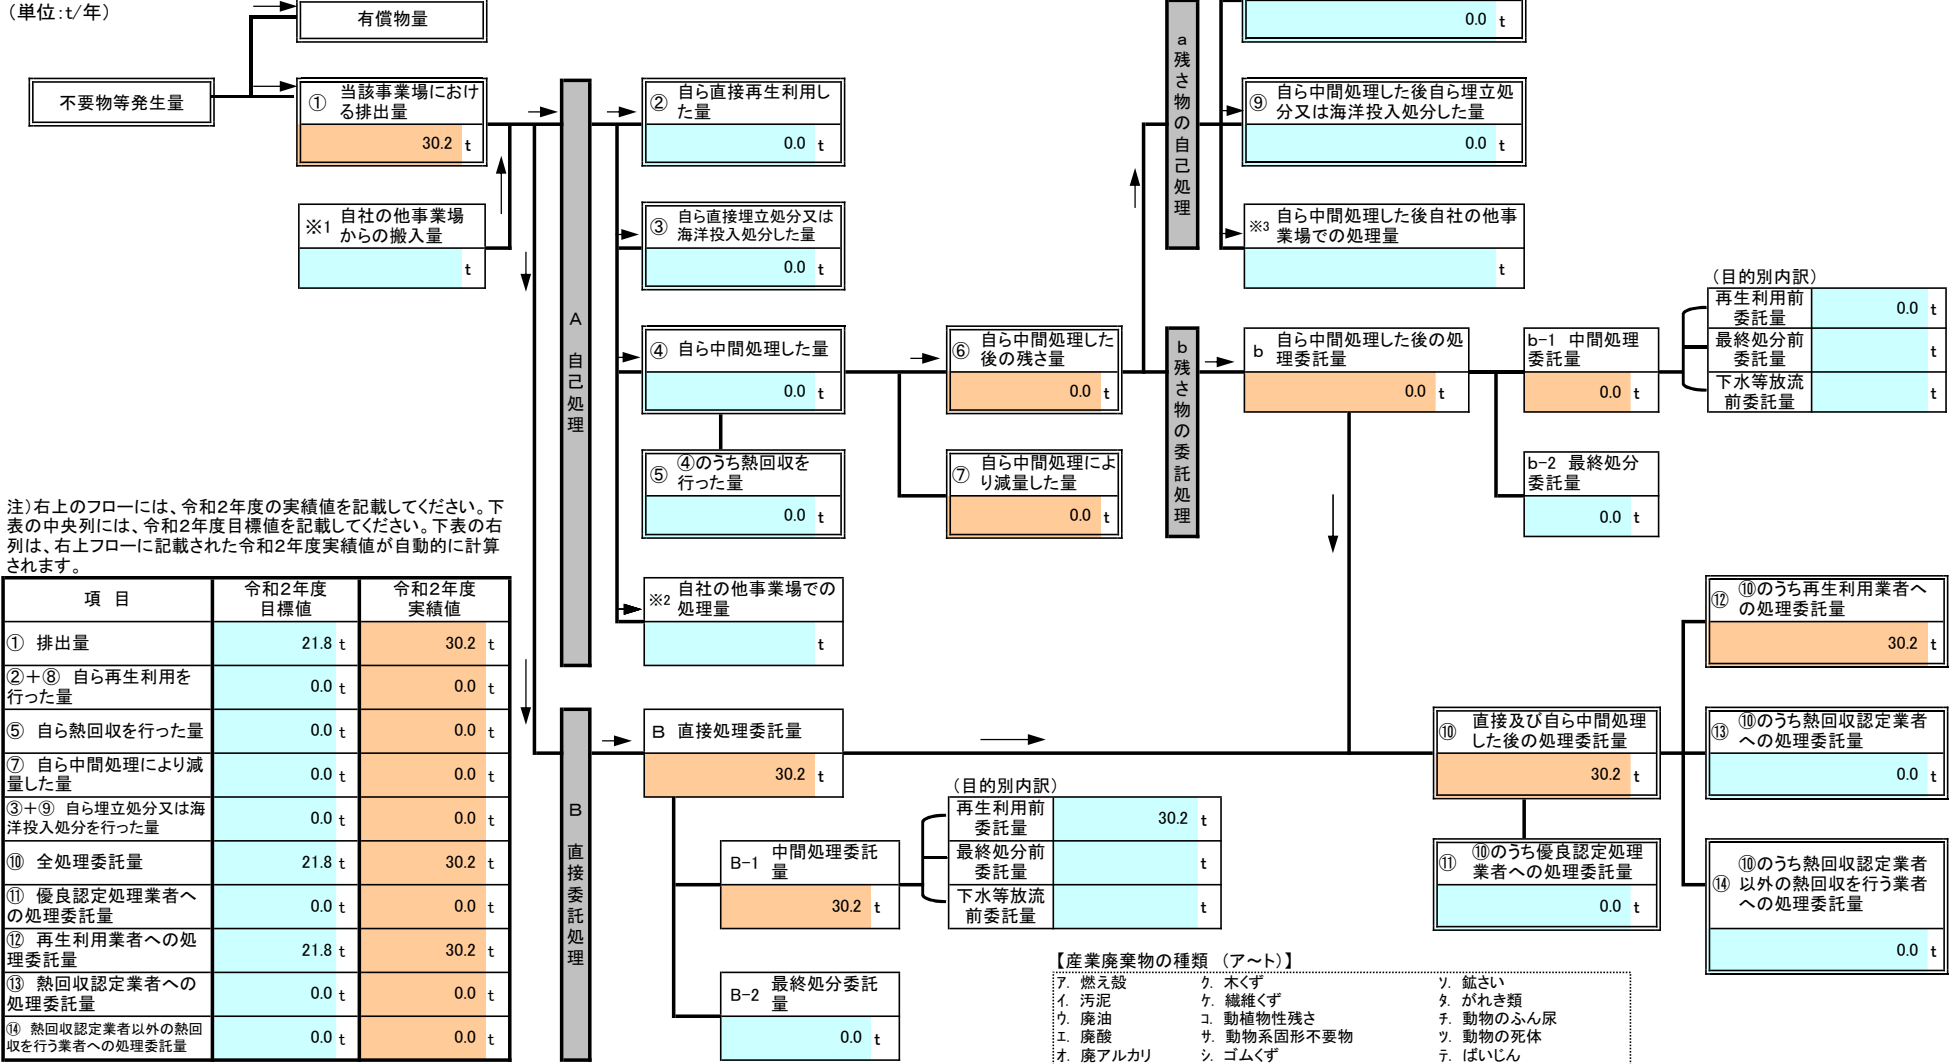 （単位：t/年）
有償物量
不要物等発生量
① 当該事業場におけ
る排出量
30.2 t
※1 自社の他事業場
からの搬入量
t
A 自己処理
② 自ら直接再生利用し
た量
0.0 t
③ 自ら直接埋立処分又は
海洋投入処分した量
0.0 t
④ 自ら中間処理した量
0.0 t
⑤ ④のうち熱回収を
行った量
0.0 t
※2 自社の他事業場での
処理量
t
⑥ 自ら中間処理した
後の残さ量
0.0 t
⑦ 自ら中間処理によ
り減量した量
0.0 t
a残さ物の自己処理
0.0 t
⑨ 自ら中間処理した後自ら埋立処
分又は海洋投入処分した量
0.0 t
※3 自ら中間処理した後自社の他事
業場での処理量
t
b残さ物の委託処理
b 自ら中間処理した後の処
理委託量
0.0 t
b-1 中間処理
委託量
0.0 t
b-2 最終処分
委託量
0.0 t
（目的別内訳）
再生利用前
委託量
0.0 t
最終処分前
委託量
t
下水等放流
前委託量
t
注）右上のフローには、令和２年度の実績値を記載してください。下
表の中央列には、令和２年度目標値を記載してください。下表の右
列は、右上フローに記載された令和２年度実績値が自動的に計算
されます。
項 目 令和２年度
目標値 令和２年度
実績値
① 排出量 21.8 t 30.2 t
②＋⑧ 自ら再生利用を
行った量 0.0 t 0.0 t
⑤ 自ら熱回収を行った量 0.0 t 0.0 t
⑦ 自ら中間処理により減
量した量 0.0 t 0.0 t
③＋⑨ 自ら埋立処分又は海
洋投入処分を行った量 0.0 t 0.0 t
⑩ 全処理委託量 21.8 t 30.2 t
⑪ 優良認定処理業者へ
の処理委託量 0.0 t 0.0 t
⑫ 再生利用業者への処
理委託量 21.8 t 30.2 t
⑬ 熱回収認定業者への
処理委託量 0.0 t 0.0 t
⑭ 熱回収認定業者以外の熱回
収を行う業者への処理委託量 0.0 t 0.0 t
B 直接委託処理
B 直接処理委託量
30.2 t
B-1 中間処理委託
量
30.2 t
B-2 最終処分委託
量
0.0 t
（目的別内訳）
再生利用前
委託量
30.2 t
最終処分前
委託量
t
下水等放流
前委託量
t
⑩ 直接及び自ら中間処理
した後の処理委託量
30.2 t
⑪ ⑩のうち優良認定処理
業者への処理委託量
0.0 t
⑫ ⑩のうち再生利用業者へ
の処理委託量
30.2 t
⑬ ⑩のうち熱回収認定業者
への処理委託量
0.0 t
⑭ ⑩のうち熱回収認定業者
以外の熱回収を行う業者
への処理委託量
0.0 t
【産業廃棄物の種類 （ア～ト）】
ア. 燃え殻 ク. 木くず ソ. 鉱さい
イ. 汚泥 ケ. 繊維くず タ. がれき類
ウ. 廃油 コ. 動植物性残さ チ. 動物のふん尿
エ. 廃酸 サ. 動物系固形不要物 ツ. 動物の死体
オ. 廃アルカリ シ. ゴムくず テ. ばいじん